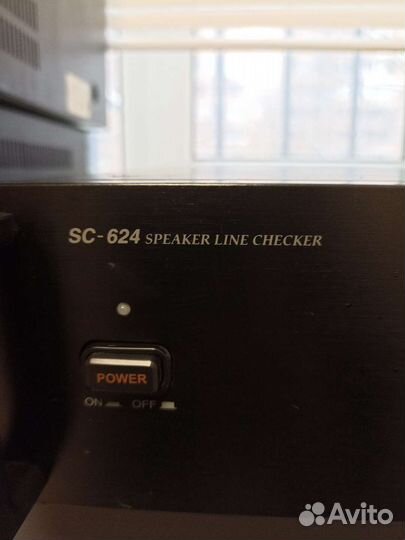 SC-624 SPEAKER LINE CHECKER
POWER
ON OFF
Avito